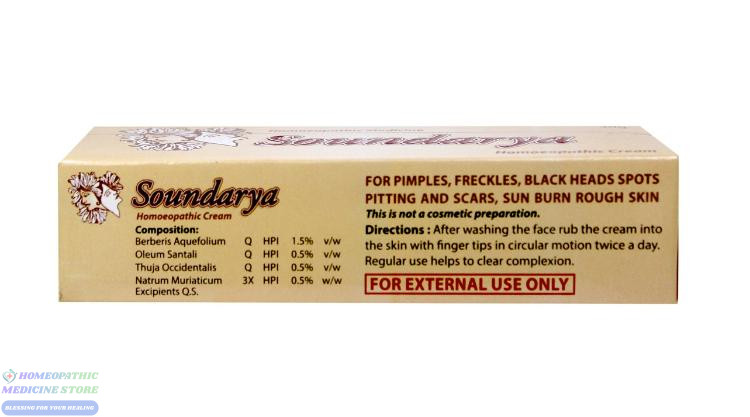 Homoeopathic Medicine
Soundarya
Homoeopathic Cream
Soundarya
Homoeopathic Cream
Composition:
Berberis Aquefolium Q HPI 1.5% v/w
Oleum Santali Q HPI 0.5% v/w
Thuja Occidentalis Q HPI 0.5% v/w
Natrum Muriaticum 3X HPI 0.5% w/w
Excipients Q.S.
FOR PIMPLES, FRECKLES, BLACK HEADS SPOTS
PITTING AND SCARS, SUN BURN ROUGH SKIN
This is not a cosmetic preparation.
Directions : After washing the face rub the cream into
the skin with finger tips in circular motion twice a day.
Regular use helps to clear complexion.
FOR EXTERNAL USE ONLY
HOMEOPATHIC
MEDICINE STORE
BLESSING FOR YOUR HEALING